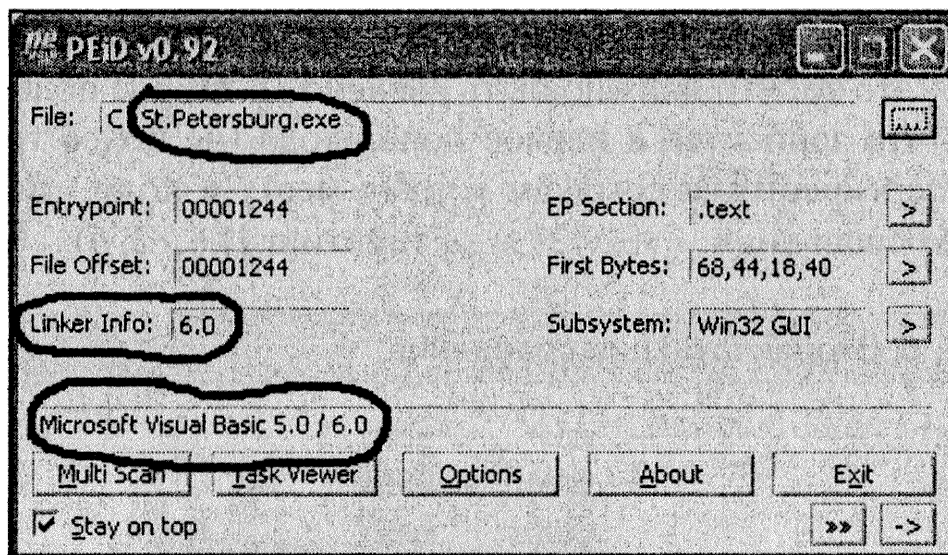 PEiD v0.92
File: C St.Petersburg.exe ...
Entrypoint: 00001244 EP Section: .text >
File Offset: 00001244 First Bytes: 68,44,18,40 >
Linker Info: 6.0 Subsystem: Win32 GUI >
Microsoft Visual Basic 5.0 / 6.0
Multi Scan Task Viewer Options About Exit
Stay on top »» ->